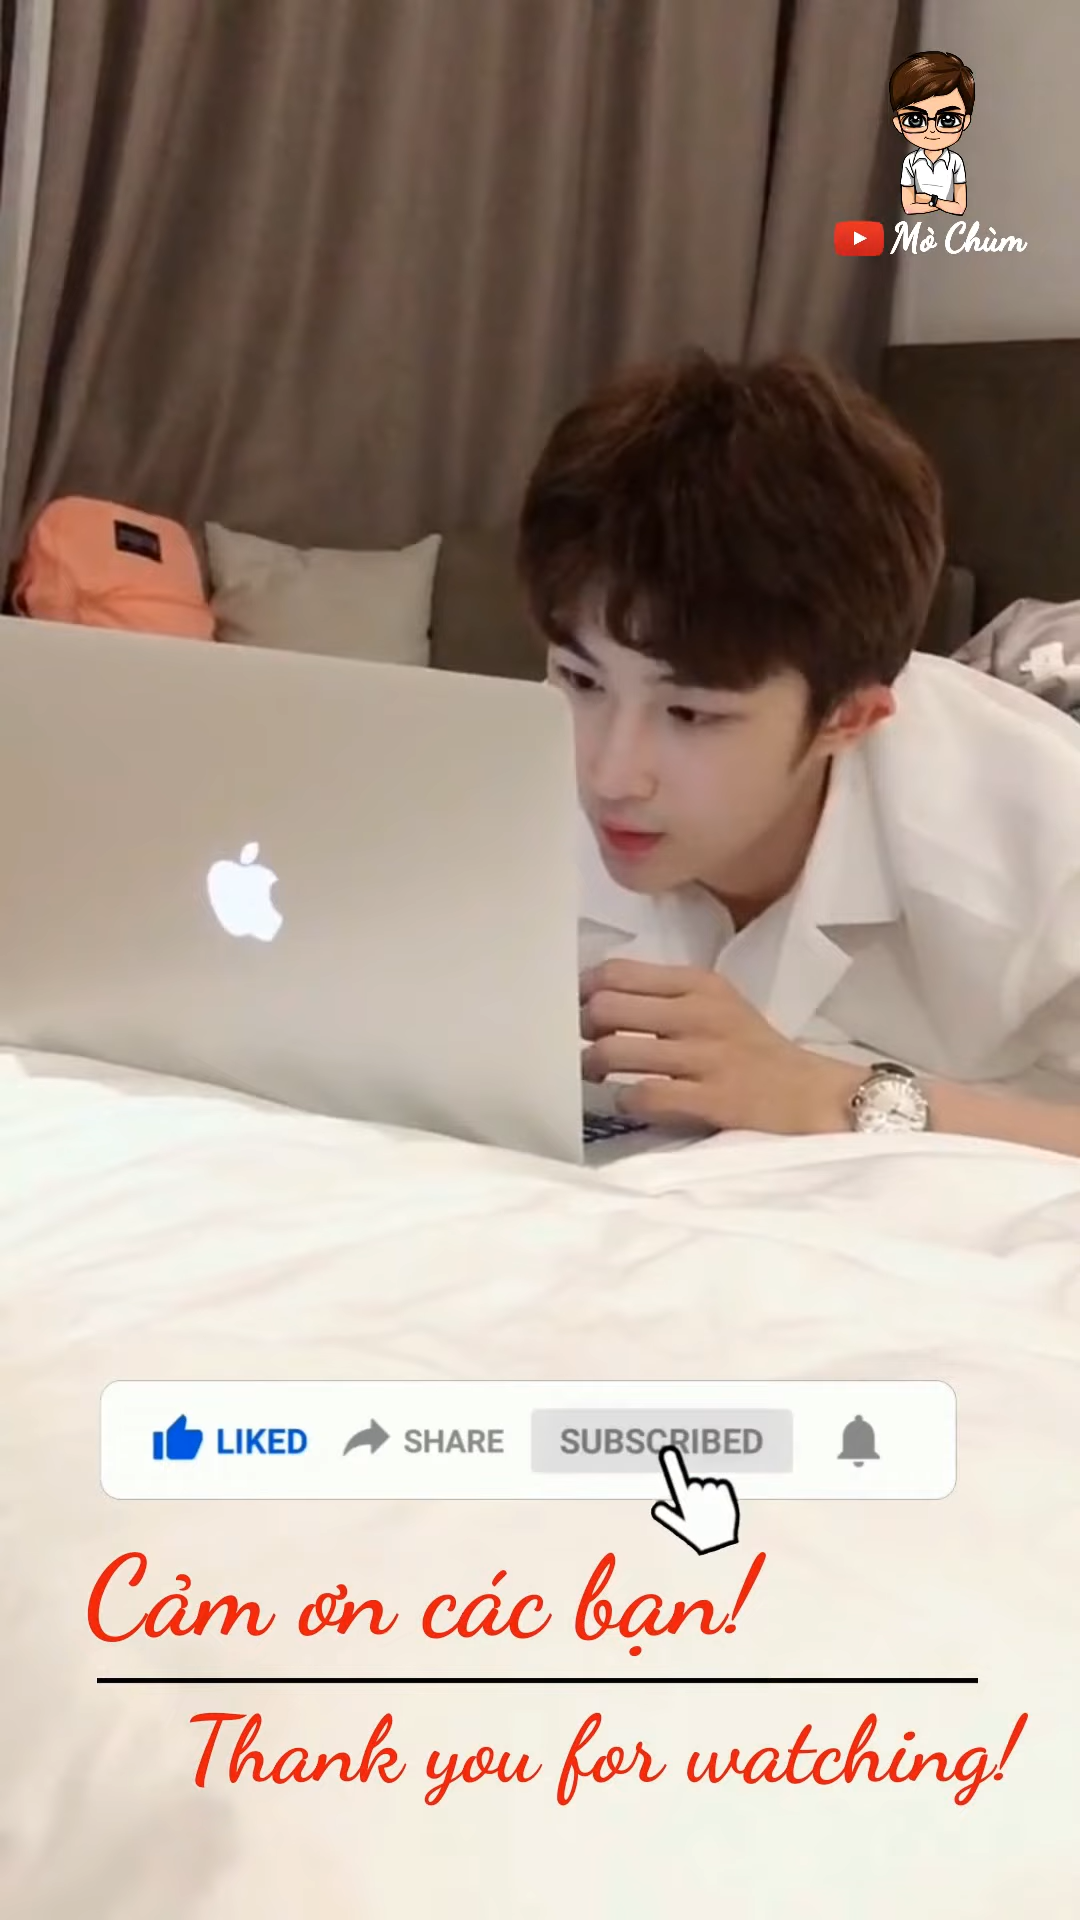 Mò Chùm
LIKED SHARE SUBSCRIBED
Cảm ơn các bạn!
Thank you for watching!